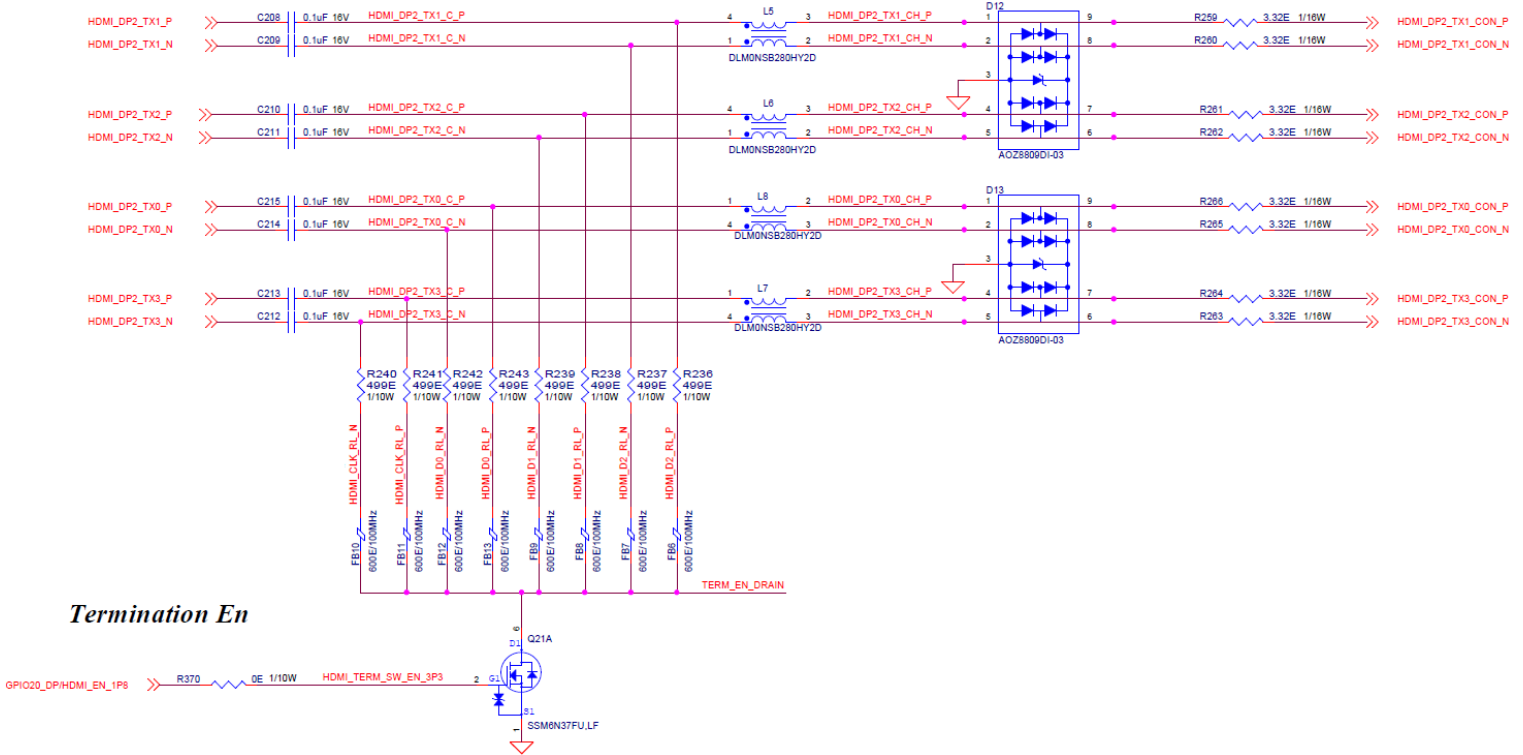 HDMI_DP2_TX1_P C208 0.1uF 16V HDMI_DP2_TX1_C_P 4 L5 3 HDMI_DP2_TX1_CH_P D12 1 9 R259 3.32E 1/16W HDMI_DP2_TX1_CON_P
HDMI_DP2_TX1_N C209 0.1uF 16V HDMI_DP2_TX1_C_N 1 2 HDMI_DP2_TX1_CH_N 2 8 R260 3.32E 1/16W HDMI_DP2_TX1_CON_N
DLM0NSB280HY2D
3
HDMI_DP2_TX2_P C210 0.1uF 16V HDMI_DP2_TX2_C_P 4 L6 3 HDMI_DP2_TX2_CH_P 4 7 R261 3.32E 1/16W HDMI_DP2_TX2_CON_P
HDMI_DP2_TX2_N C211 0.1uF 16V HDMI_DP2_TX2_C_N 1 2 HDMI_DP2_TX2_CH_N 5 6 R262 3.32E 1/16W HDMI_DP2_TX2_CON_N
DLM0NSB280HY2D
AOZ8809DI-03
HDMI_DP2_TX0_P C215 0.1uF 16V HDMI_DP2_TX0_C_P 1 L8 2 HDMI_DP2_TX0_CH_P D13 1 9 R266 3.32E 1/16W HDMI_DP2_TX0_CON_P
HDMI_DP2_TX0_N C214 0.1uF 16V HDMI_DP2_TX0_C_N 4 3 HDMI_DP2_TX0_CH_N 2 8 R265 3.32E 1/16W HDMI_DP2_TX0_CON_N
DLM0NSB280HY2D
3
HDMI_DP2_TX3_P C213 0.1uF 16V HDMI_DP2_TX3_C_P 1 L7 2 HDMI_DP2_TX3_CH_P 4 7 R264 3.32E 1/16W HDMI_DP2_TX3_CON_P
HDMI_DP2_TX3_N C212 0.1uF 16V HDMI_DP2_TX3_C_N 4 3 HDMI_DP2_TX3_CH_N 5 6 R263 3.32E 1/16W HDMI_DP2_TX3_CON_N
DLM0NSB280HY2D
AOZ8809DI-03
R240 R241 R242 R243 R239 R238 R237 R236
499E 499E 499E 499E 499E 499E 499E 499E
1/10W 1/10W 1/10W 1/10W 1/10W 1/10W 1/10W 1/10W
HDMI_CLK_RL_N
HDMI_CLK_RL_P
HDMI_D0_RL_N
HDMI_D0_RL_P
HDMI_D1_RL_N
HDMI_D1_RL_P
HDMI_D2_RL_N
HDMI_D2_RL_P
FB10 600E/100MHz
FB11 600E/100MHz
FB12 600E/100MHz
FB13 600E/100MHz
FB9 600E/100MHz
FB8 600E/100MHz
FB7 600E/100MHz
FB6 600E/100MHz
TERM_EN_DRAIN
Termination En
6
D1 Q21A
GPIO20_DP/HDMI_EN_1P8 R370 0E 1/10W HDMI_TERM_SW_EN_3P3 2 G1
S1
1 SSM6N37FU,LF